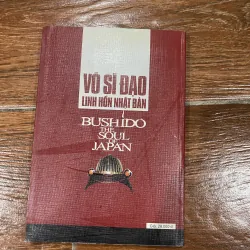 VÕ SĨ ĐẠO
LINH HỒN NHẬT BẢN
BUSHIDO
THE
SOUL
OF
JAPAN